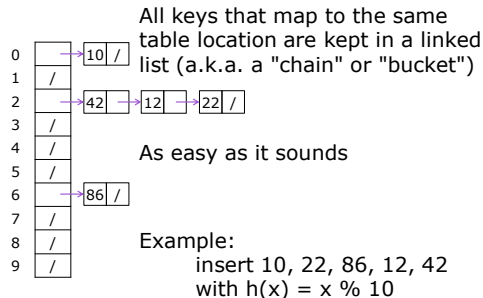 All keys that map to the same
table location are kept in a linked
list (a.k.a. a "chain" or "bucket")
0 10 /
1 /
2 42 12 22 /
3 /
4 /
5 /
6 86 /
7 /
8 /
9 /
As easy as it sounds
Example:
insert 10, 22, 86, 12, 42
with h(x) = x % 10